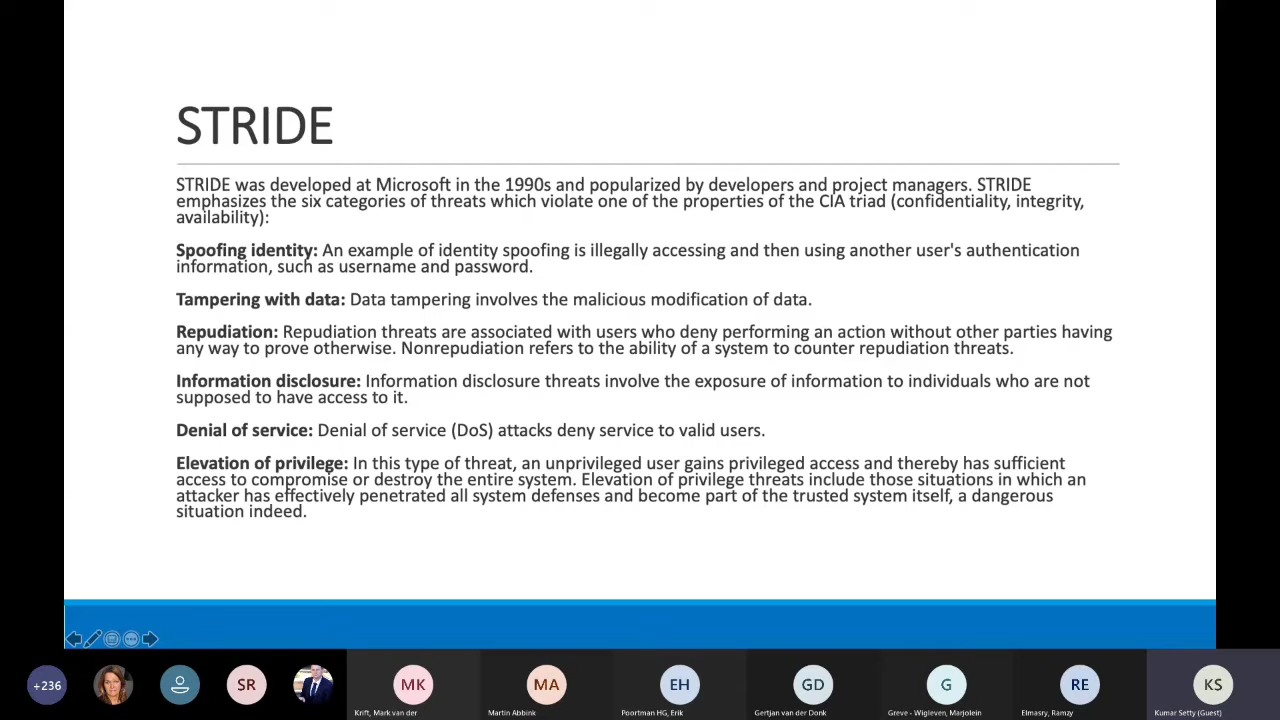 STRIDE
STRIDE was developed at Microsoft in the 1990s and popularized by developers and project managers. STRIDE
emphasizes the six categories of threats which violate one of the properties of the CIA triad (confidentiality, integrity,
availability):
Spoofing identity: An example of identity spoofing is illegally accessing and then using another user's authentication
information, such as username and password.
Tampering with data: Data tampering involves the malicious modification of data.
Repudiation: Repudiation threats are associated with users who deny performing an action without other parties having
any way to prove otherwise. Nonrepudiation refers to the ability of a system to counter repudiation threats.
Information disclosure: Information disclosure threats involve the exposure of information to individuals who are not
supposed to have access to it.
Denial of service: Denial of service (DoS) attacks deny service to valid users.
Elevation of privilege: In this type of threat, an unprivileged user gains privileged access and thereby has sufficient
access to compromise or destroy the entire system. Elevation of privilege threats include those situations in which an
attacker has effectively penetrated all system defenses and become part of the trusted system itself, a dangerous
situation indeed.
+236
SR
MK
MA
EH
GD
G
RE
KS
Krift, Mark van der
Martin Abbink
Poortman HG, Erik
Gertjan van der Donk
Greve - Wigleven, Marjolein
Elmasry, Ramzy
Kumar Setty (Guest)